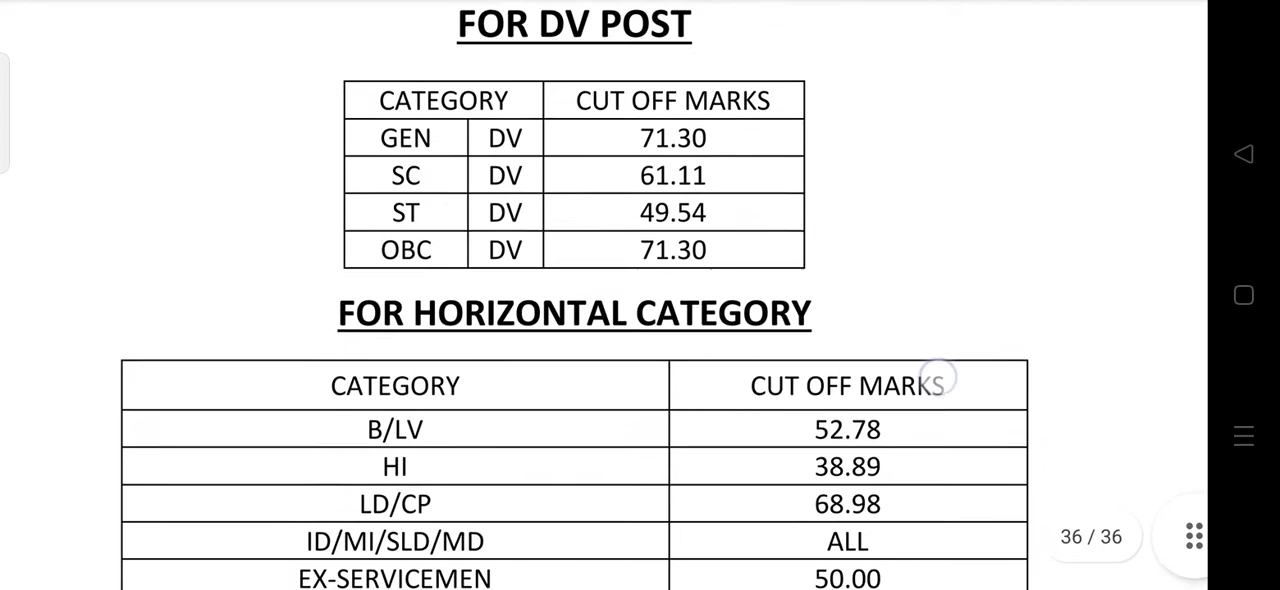 FOR DV POST
CATEGORY CUT OFF MARKS
GEN DV 71.30
SC DV 61.11
ST DV 49.54
OBC DV 71.30
FOR HORIZONTAL CATEGORY
CATEGORY CUT OFF MARKS
B/LV 52.78
HI 38.89
LD/CP 68.98
ID/MI/SLD/MD ALL
EX-SERVICEMEN 50.00
36 / 36